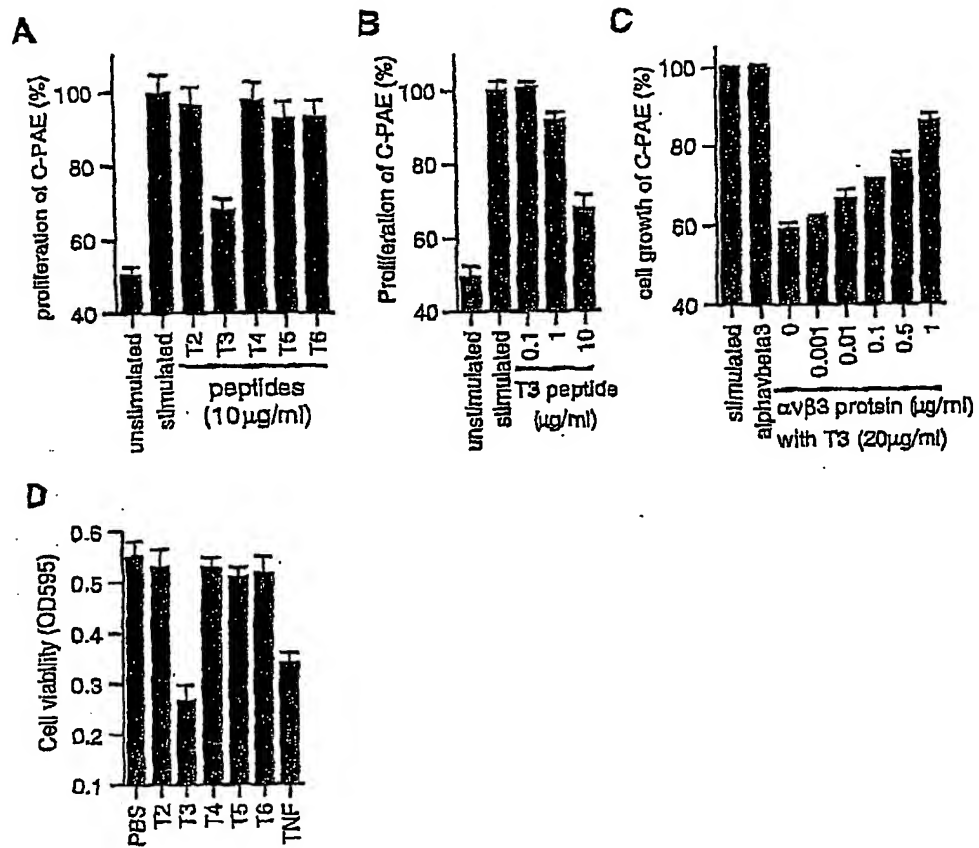 A
proliferation of C-PAE (%)
100
80
60
40
unstimulated
stimulated
T2
T3
T4
T5
T6
peptides
(10μg/ml)
B
Proliferation of C-PAE (%)
100
80
60
40
unstimulated
stimulated
0.1
1
10
T3 peptide
(μg/ml)
C
cell growth of C-PAE (%)
100
80
60
40
stimulated
alphavbeta3
0
0.001
0.01
0.1
0.5
1
αvβ3 protein (μg/ml)
with T3 (20μg/ml)
D
Cell viability (OD595)
0.6
0.5
0.4
0.3
0.2
0.1
PBS
T2
T3
T4
T5
T6
TNF